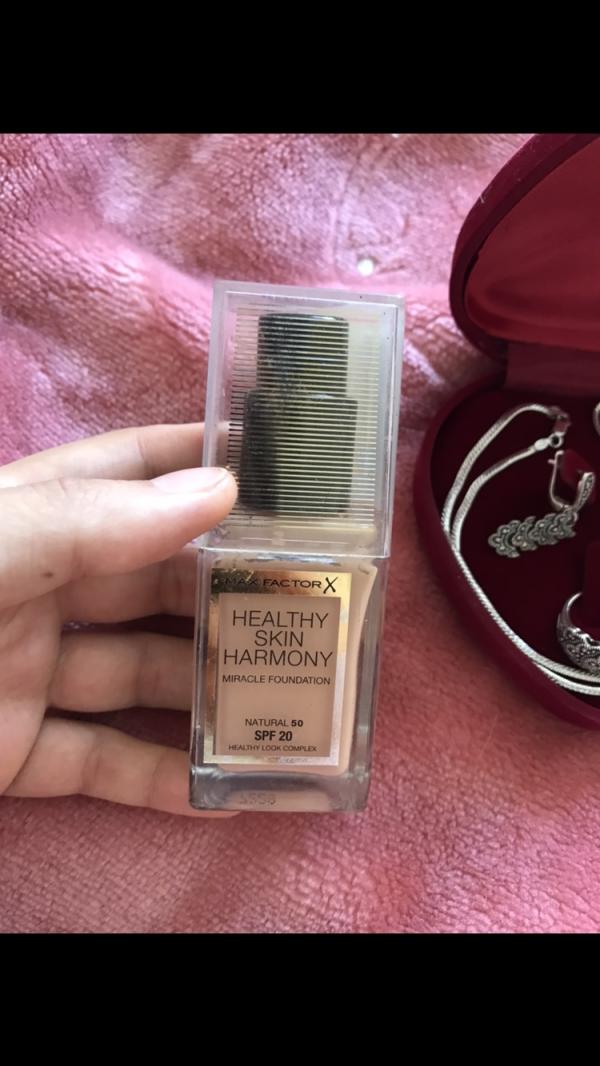 MAX FACTOR X
HEALTHY
SKIN
HARMONY
MIRACLE FOUNDATION
NATURAL 50
SPF 20
HEALTHY LOOK COMPLEX